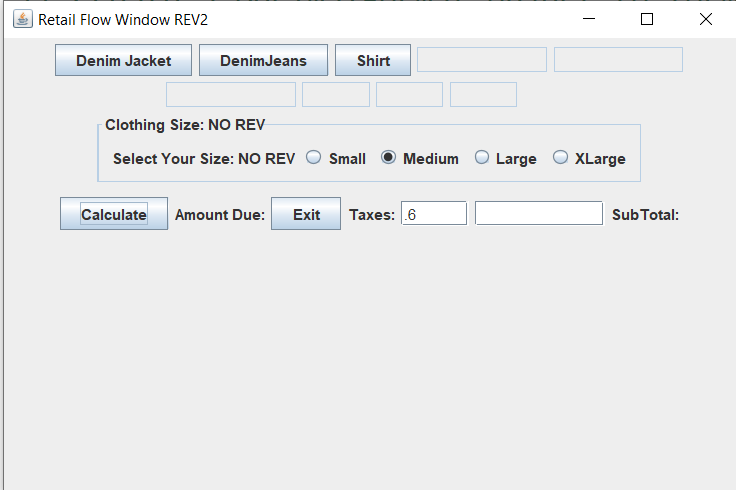 Retail Flow Window REV2
Denim Jacket DenimJeans Shirt
Clothing Size: NO REV
Select Your Size: NO REV Small Medium Large XLarge
Calculate Amount Due: Exit Taxes: .6 SubTotal: